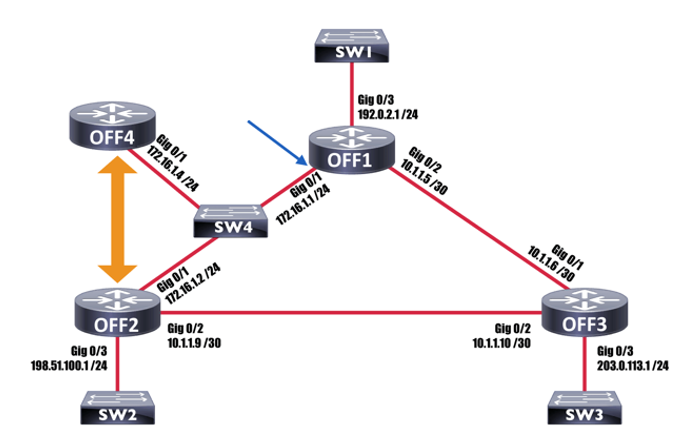 SW1
Gig 0/3
192.0.2.1 /24
OFF4
Gig 0/1
172.16.1.4 /24
OFF1
Gig 0/2
10.1.1.5 /30
Gig 0/1
172.16.1.1 /24
SW4
Gig 0/1
172.16.1.2 /24
Gig 0/1
10.1.1.6 /30
OFF2
Gig 0/2
10.1.1.9 /30
Gig 0/2
10.1.1.10 /30
OFF3
Gig 0/3
198.51.100.1 /24
Gig 0/3
203.0.113.1 /24
SW2
SW3